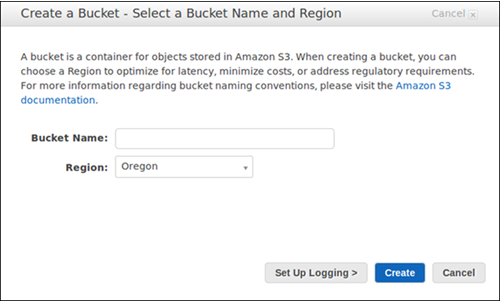 Create a Bucket - Select a Bucket Name and Region
Cancel x
A bucket is a container for objects stored in Amazon S3. When creating a bucket, you can
choose a Region to optimize for latency, minimize costs, or address regulatory requirements.
For more information regarding bucket naming conventions, please visit the Amazon S3
documentation.
Bucket Name:
Region: Oregon
Set Up Logging > Create Cancel